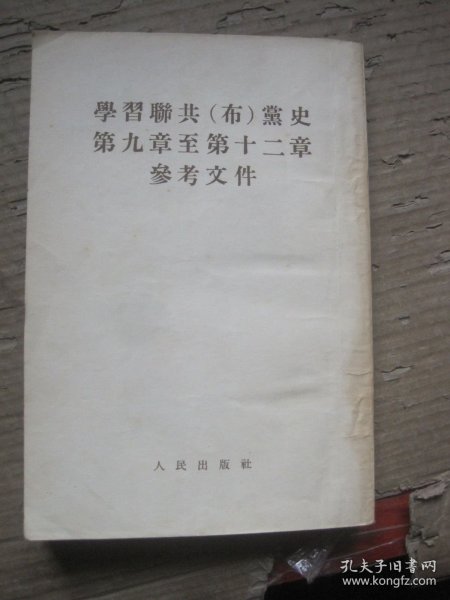 學習聯共(布)黨史
第九章至第十二章
參考文件
人民出版社
孔夫子旧书网
www.kongfz.com